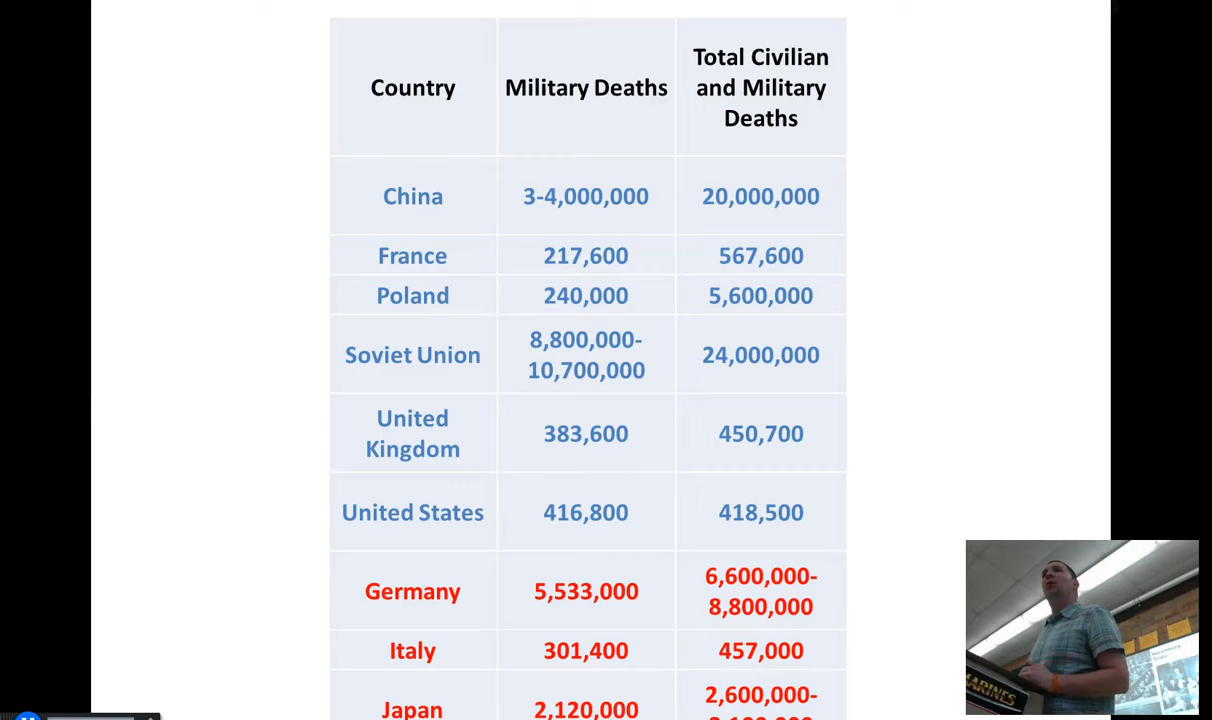 Country
Military Deaths
Total Civilian
and Military
Deaths
China
3-4,000,000
20,000,000
France
217,600
567,600
Poland
240,000
5,600,000
Soviet Union
8,800,000-
10,700,000
24,000,000
United
Kingdom
383,600
450,700
United States
416,800
418,500
Germany
5,533,000
6,600,000-
8,800,000
Italy
301,400
457,000
Japan
2,120,000
2,600,000-
MARINES
Nuremburg
Trials